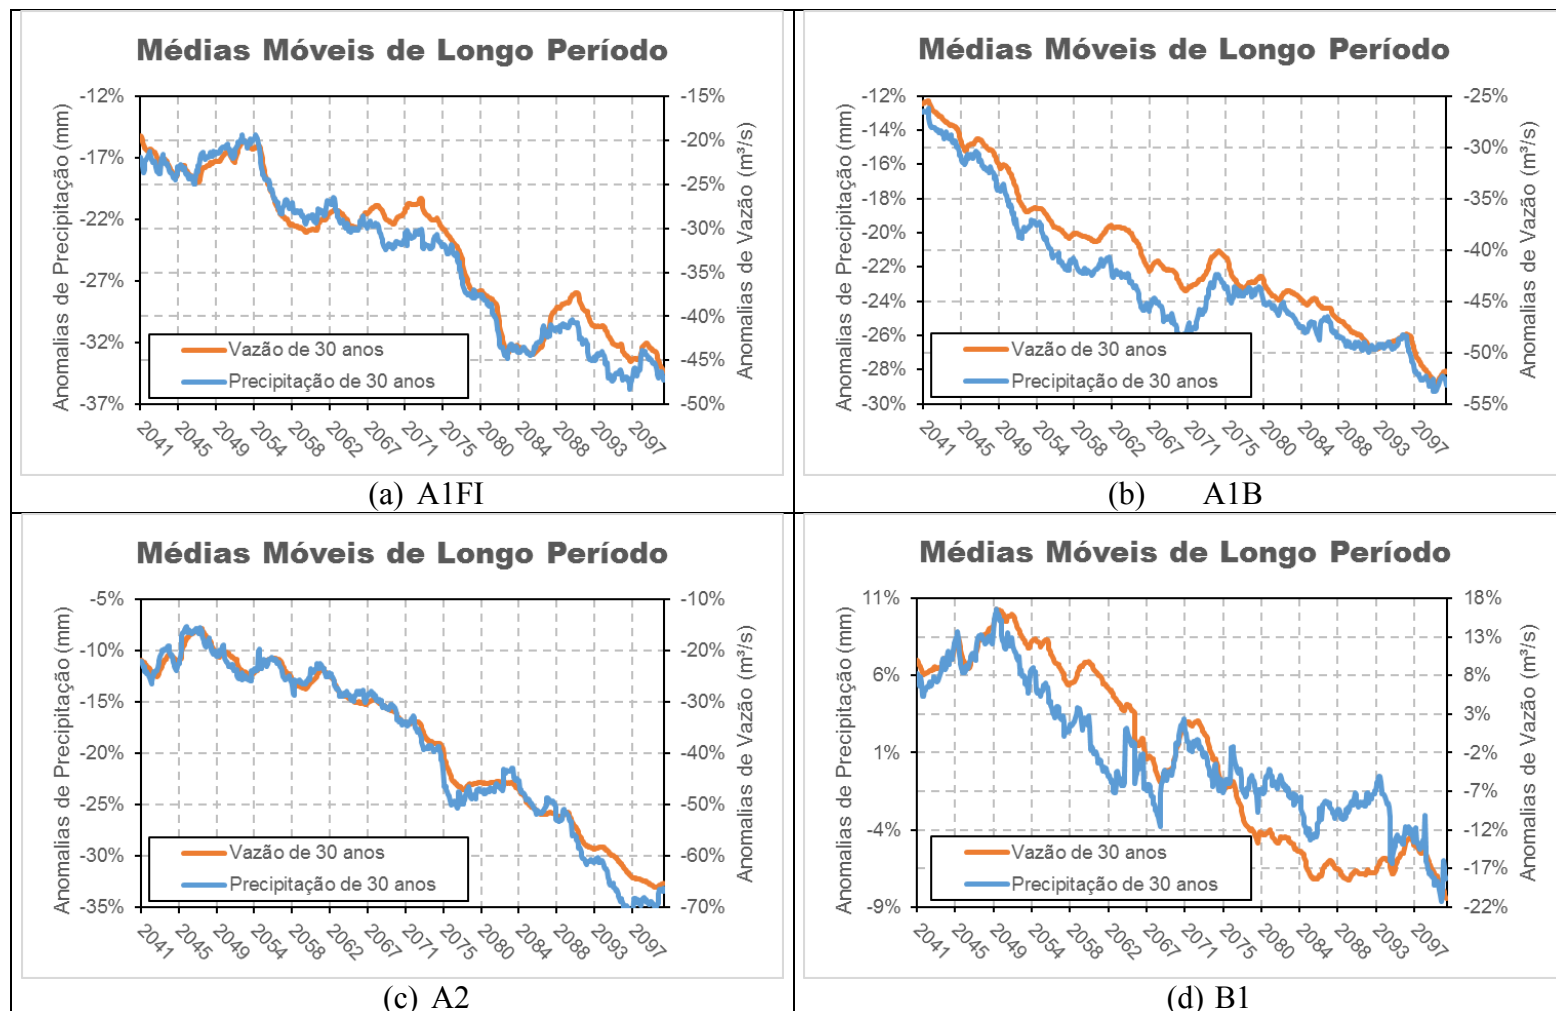 Médias Móveis de Longo Período
Anomalias de Precipitação (mm)
-12%
-17%
-22%
-27%
-32%
-37%
-15%
-20%
-25%
-30%
-35%
-40%
-45%
-50%
Anomalias de Vazão (m³/s)
Vazão de 30 anos
Precipitação de 30 anos
2041 2045 2049 2054 2058 2062 2067 2071 2075 2080 2084 2088 2093 2097
(a) A1FI
Médias Móveis de Longo Período
Anomalias de Precipitação (mm)
-12%
-14%
-16%
-18%
-20%
-22%
-24%
-26%
-28%
-30%
-25%
-30%
-35%
-40%
-45%
-50%
-55%
Anomalias de Vazão (m³/s)
Vazão de 30 anos
Precipitação de 30 anos
2041 2045 2049 2054 2058 2062 2067 2071 2075 2080 2084 2088 2093 2097
(b) A1B
Médias Móveis de Longo Período
Anomalias de Precipitação (mm)
-5%
-10%
-15%
-20%
-25%
-30%
-35%
-10%
-20%
-30%
-40%
-50%
-60%
-70%
Anomalias de Vazão (m³/s)
Vazão de 30 anos
Precipitação de 30 anos
2041 2045 2049 2054 2058 2062 2067 2071 2075 2080 2084 2088 2093 2097
(c) A2
Médias Móveis de Longo Período
Anomalias de Precipitação (mm)
11%
6%
1%
-4%
-9%
18%
13%
8%
3%
-2%
-7%
-12%
-17%
-22%
Anomalias de Vazão (m³/s)
Vazão de 30 anos
Precipitação de 30 anos
2041 2045 2049 2054 2058 2062 2067 2071 2075 2080 2084 2088 2093 2097
(d) B1